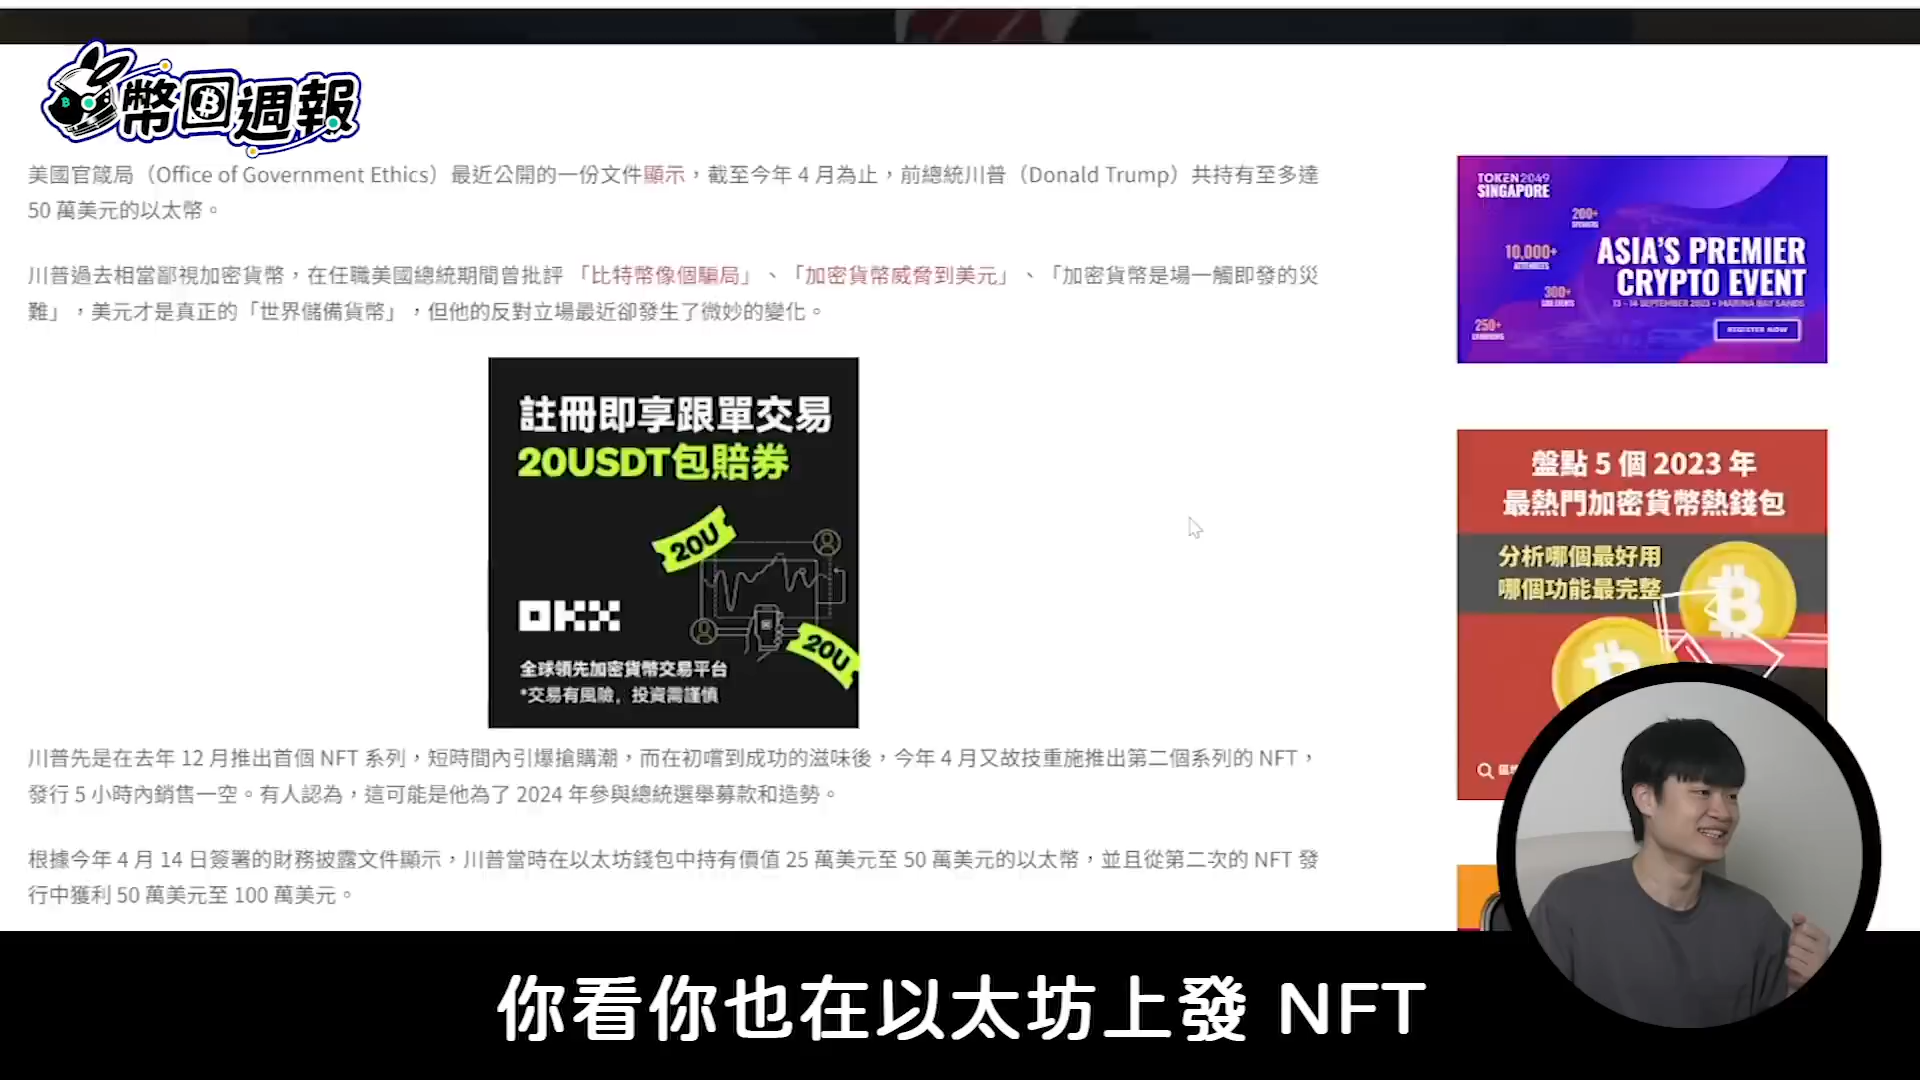 幣圈週報
美國官箴局（Office of Government Ethics）最近公開的一份文件顯示，截至今年 4 月為止，前總統川普（Donald Trump）共持有至多達
50 萬美元的以太幣。
川普過去相當鄙視加密貨幣，在任職美國總統期間曾批評 「比特幣像個騙局」、「加密貨幣威脅到美元」、「加密貨幣是場一觸即發的災
難」，美元才是真正的「世界儲備貨幣」，但他的反對立場最近卻發生了微妙的變化。
註冊即享跟單交易
20USDT包賠券
20U
20U
OKX
全球領先加密貨幣交易平台
*交易有風險，投資需謹慎
川普先是在去年 12 月推出首個 NFT 系列，短時間內引爆搶購潮，而在初嚐到成功的滋味後，今年 4 月又故技重施推出第二個系列的 NFT，
發行 5 小時內銷售一空。有人認為，這可能是他為了 2024 年參與總統選舉募款和造勢。
根據今年 4 月 14 日簽署的財務披露文件顯示，川普當時在以太坊錢包中持有價值 25 萬美元至 50 萬美元的以太幣，並且從第二次的 NFT 發
行中獲利 50 萬美元至 100 萬美元。
TOKEN2049
SINGAPORE
200+
SPEAKERS
10,000+
ATTENDEES
300+
250+
ASIA'S PREMIER
CRYPTO EVENT
13 - 14 SEPTEMBER 2023 • MARINA BAY SANDS
REGISTER NOW
盤點 5 個 2023 年
最熱門加密貨幣熱錢包
分析哪個最好用
哪個功能最完整
你看你也在以太坊上發 NFT